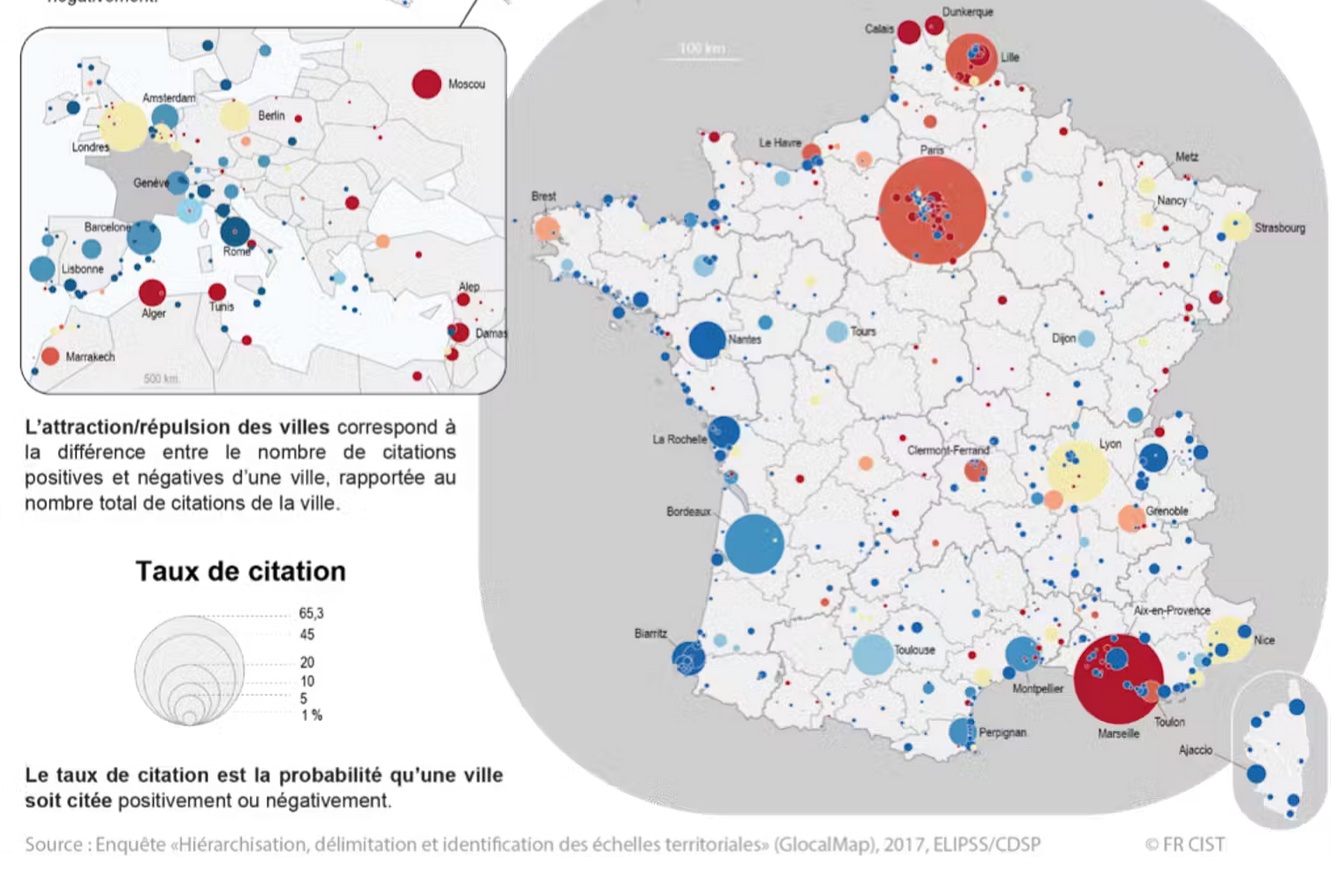 négativement.
Moscou
Amsterdam
Berlin
Londres
Genève
Barcelone
Rome
Lisbonne
Alep
Alger
Tunis
Damas
Marrakech
500 km
L'attraction/répulsion des villes correspond à
la différence entre le nombre de citations
positives et négatives d'une ville, rapportée au
nombre total de citations de la ville.
Taux de citation
65,3
45
20
10
5
1 %
Le taux de citation est la probabilité qu'une ville
soit citée positivement ou négativement.
100 km
Dunkerque
Calais
Lille
Le Havre
Paris
Metz
Nancy
Brest
Strasbourg
Nantes
Tours
Dijon
La Rochelle
Clermont-Ferrand
Lyon
Bordeaux
Grenoble
Aix-en-Provence
Biarritz
Toulouse
Nice
Montpellier
Toulon
Perpignan
Marseille
Ajaccio
Source : Enquête «Hiérarchisation, délimitation et identification des échelles territoriales» (GlocalMap), 2017, ELIPSS/CDSP
© FR CIST